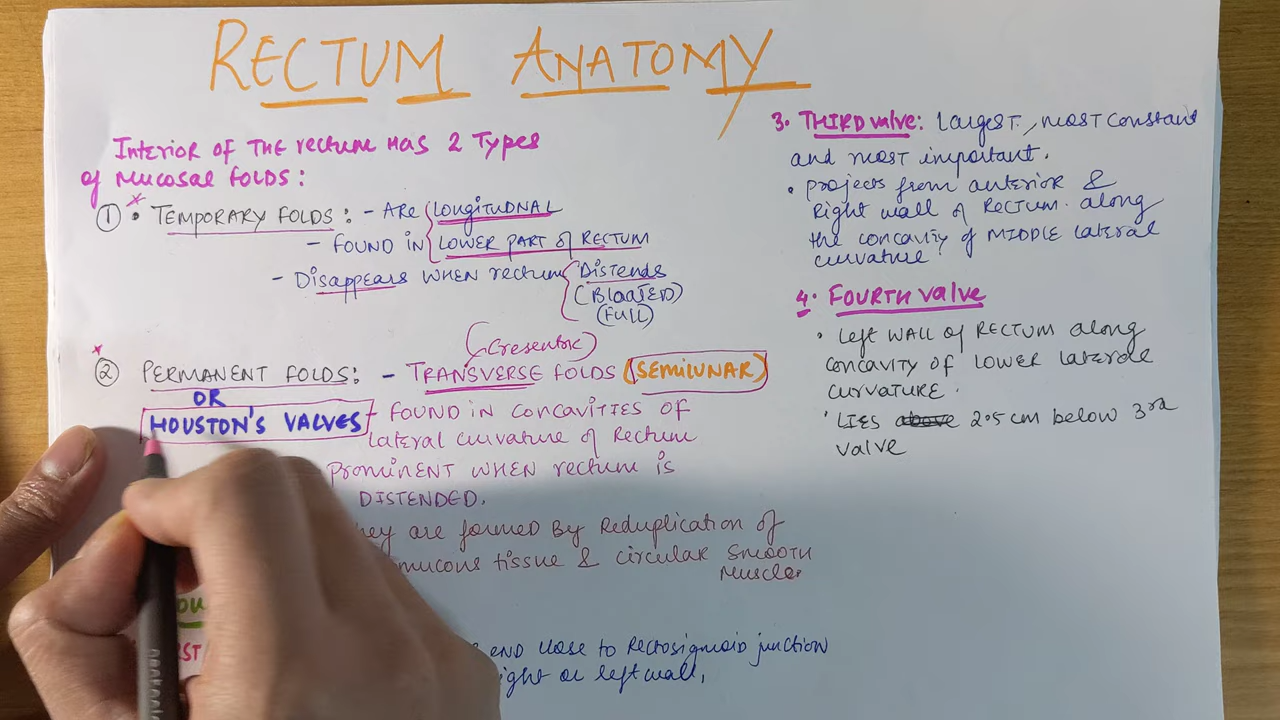 RECTUM ANATOMY
Interior of THE rectum Has 2 Types
of Mucosal FOLDS:
① • TEMPORARY FOLDS: - ARE LONGITUDNAL
- FOUND IN LOWER PART of RECTUM
- Disappears WHEN rectum Distends
(BLOATED)
(FULL)
(Cresentric)
② PERMANENT FOLDS: - TRANSVERSE FOLDS (SEMILUNAR)
OR
HOUSTON'S VALVES - FOUND IN CONCAVITIES OF
lateral curvature of Rectum
prominENT WHEN rectum is
DISTENDED.
hey are formed By Reduplication of
mucous tissue & circular Smooth
Muscle.
END close to Rectosigmoid junction
ight or left wall,
3. THIRD valve: Largest, most constant
and most important.
• projects from anterior &
Right wall of RECTUM. along
the concavity of MIDDLE lateral
curvature.
4. FOURTH valve
• left WALL of RECTUM along
concavity of LOWER laterale
curvature.
• LIES above 2.5 cm below 3rd
valve